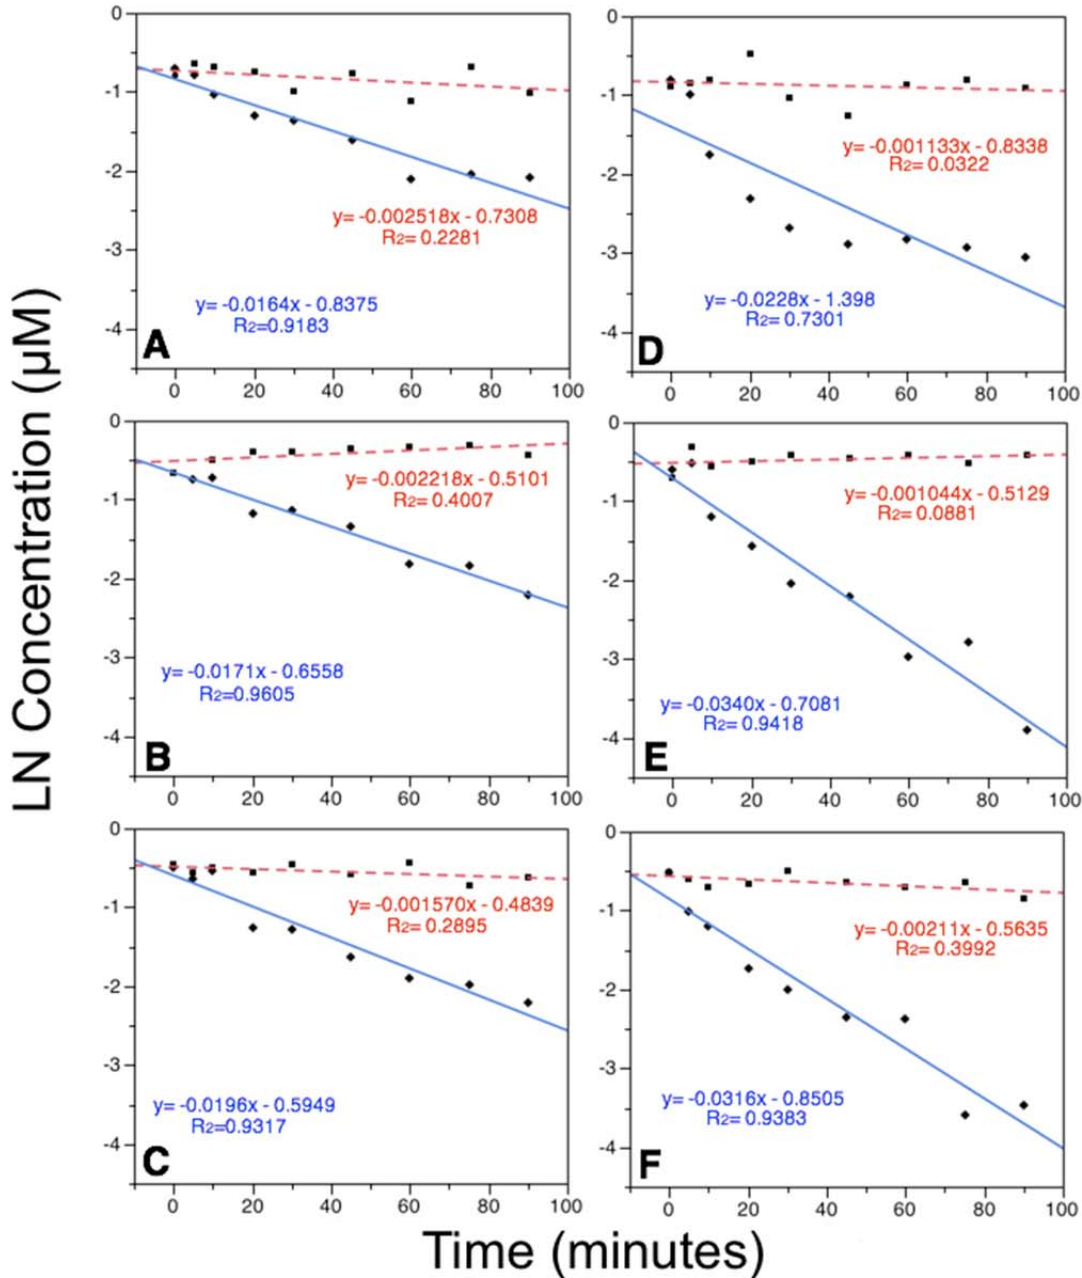 LN Concentration (µM)
0
-1
-2
-3
-4
y= -0.002518x - 0.7308
R2= 0.2281
y= -0.0164x - 0.8375
R2=0.9183
A
0 20 40 60 80 100
0
-1
-2
-3
-4
y= -0.001133x - 0.8338
R2= 0.0322
y= -0.0228x - 1.398
R2= 0.7301
D
0 20 40 60 80 100
0
-1
-2
-3
-4
y= -0.002218x - 0.5101
R2= 0.4007
y= -0.0171x - 0.6558
R2=0.9605
B
0 20 40 60 80 100
0
-1
-2
-3
-4
y= -0.001044x - 0.5129
R2= 0.0881
y= -0.0340x - 0.7081
R2= 0.9418
E
0 20 40 60 80 100
0
-1
-2
-3
-4
y= -0.001570x - 0.4839
R2= 0.2895
y= -0.0196x - 0.5949
R2=0.9317
C
0 20 40 60 80 100
0
-1
-2
-3
-4
y= -0.00211x - 0.5635
R2= 0.3992
y= -0.0316x - 0.8505
R2= 0.9383
F
0 20 40 60 80 100
Time (minutes)